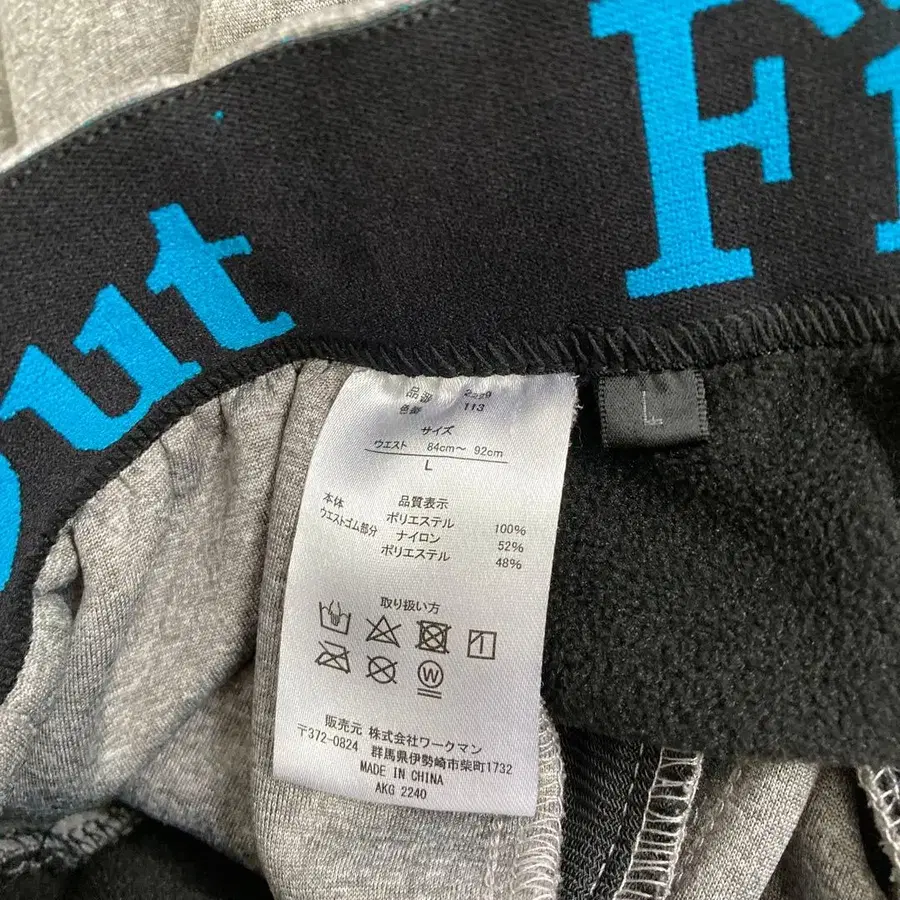 Fi
out
L
品番
色番 113
サイズ
ウエスト 84cm～ 92cm
L
品質表示
本体 ポリエステル 100%
ウエストゴム部分 ナイロン 52%
ポリエステル 48%
取り扱い方
W
販売元 株式会社ワークマン
〒372-0824 群馬県伊勢崎市柴町1732
MADE IN CHINA
AKG 2240